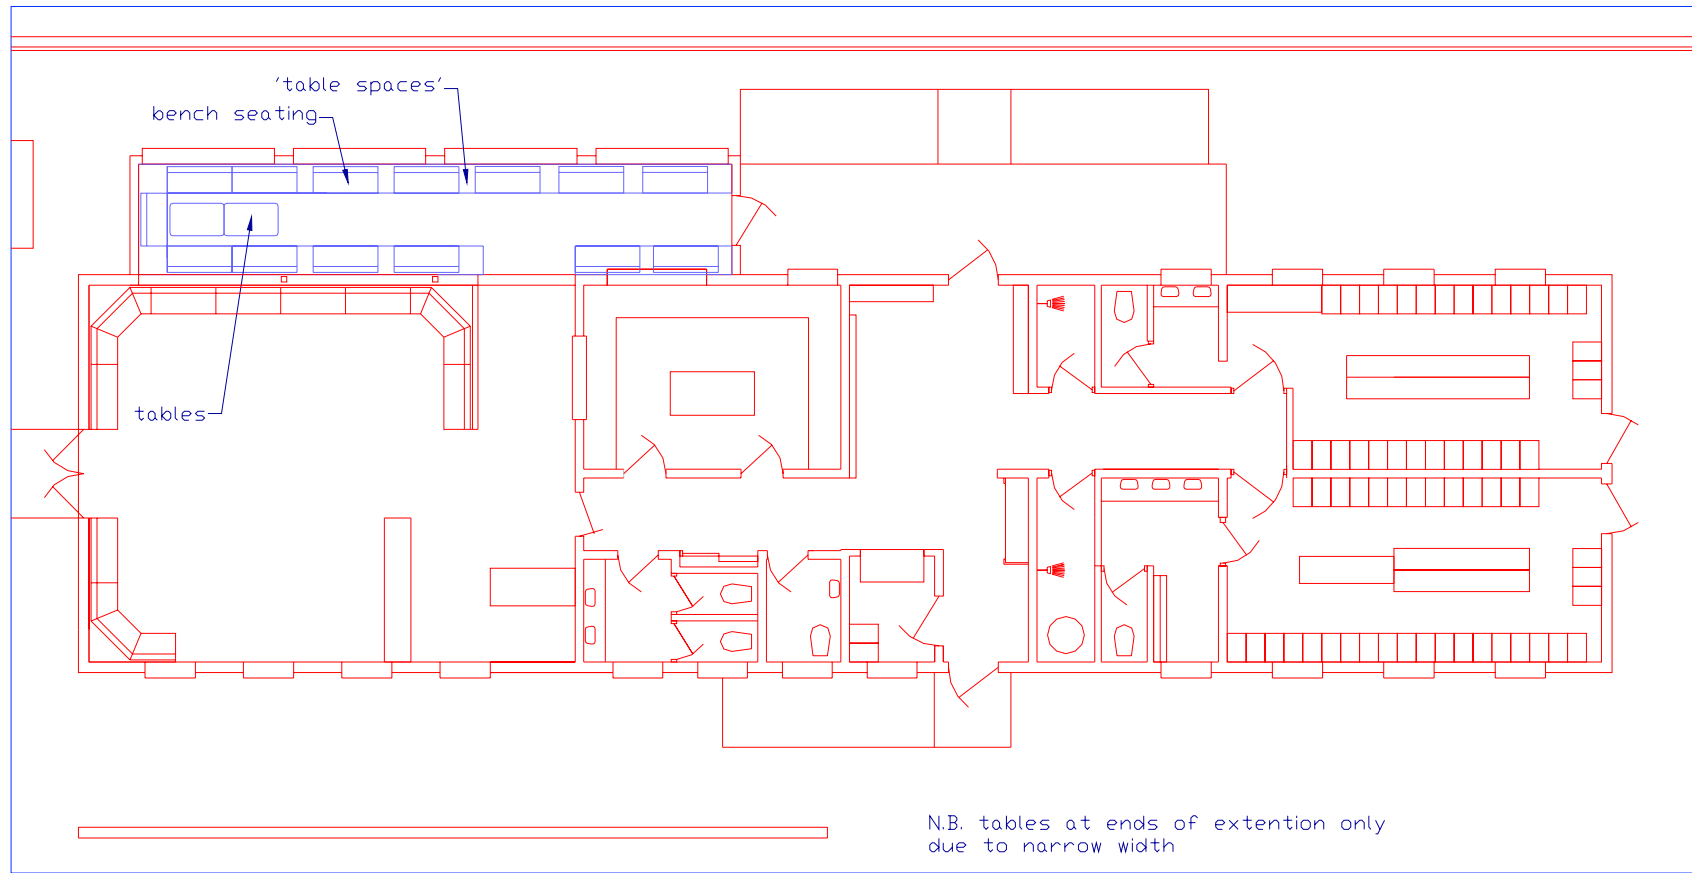 'table spaces'
bench seating
tables
N.B. tables at ends of extention only
due to narrow width